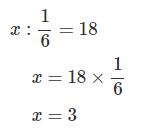 x : 1/6 = 18
x = 18 × 1/6
x = 3